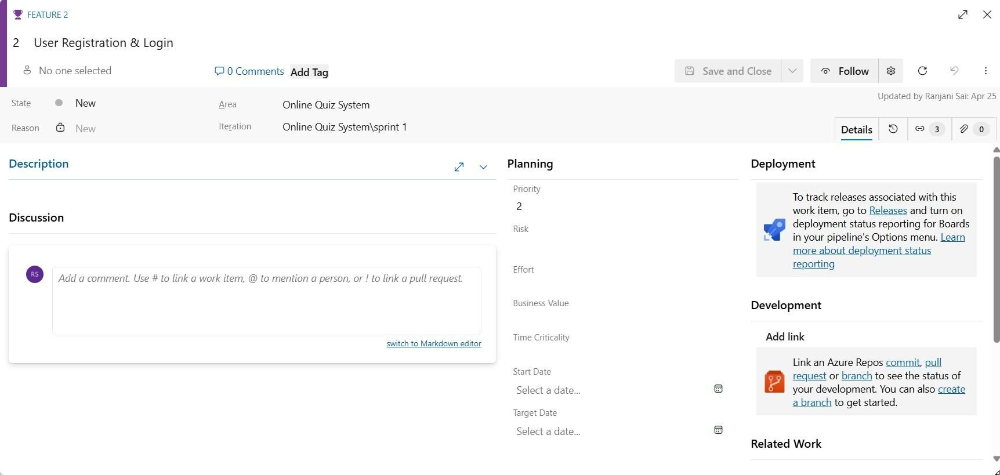 FEATURE 2
2 User Registration & Login
No one selected
0 Comments
Add Tag
Save and Close
Follow
State
New
Area
Online Quiz System
Updated by Ranjani Sai: Apr 25
Reason
New
Iteration
Online Quiz System\sprint 1
Details
3
0
Description
Discussion
RS
Add a comment. Use # to link a work item, @ to mention a person, or ! to link a pull request.
switch to Markdown editor
Planning
Priority
2
Risk
Effort
Business Value
Time Criticality
Start Date
Select a date...
Target Date
Select a date...
Deployment
To track releases associated with this
work item, go to Releases and turn on
deployment status reporting for Boards
in your pipeline's Options menu. Learn
more about deployment status
reporting
Development
Add link
Link an Azure Repos commit, pull
request or branch to see the status of
your development. You can also create
a branch to get started.
Related Work